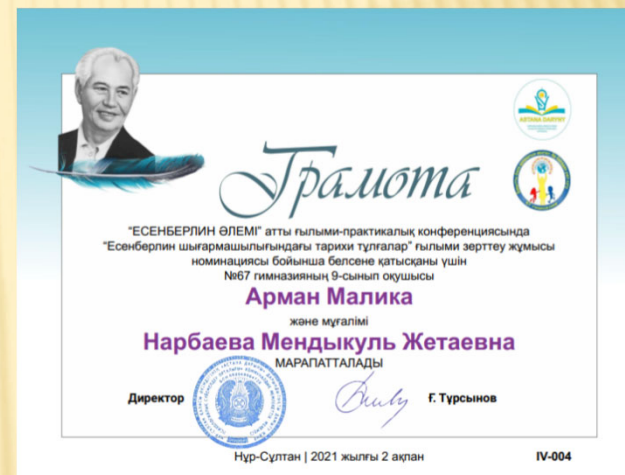 АСТАНА ЗИЯТКЕР
Грамота
"ЕСЕНБЕРЛИН ӘЛЕМІ" атты ғылыми-практикалық конференциясында
"Есенберлин шығармашылығындағы тарихи тұлғалар" ғылыми зерттеу жұмысы
номинациясы бойынша белсене қатысқаны үшін
№67 гимназияның 9-сынып оқушысы
Арман Малика
және мұғалімі
Нарбаева Мендыкуль Жетаевна
МАРАПАТТАЛАДЫ
Директор Ғ. Тұрсынов
Нұр-Сұлтан | 2021 жылғы 2 ақпан IV-004